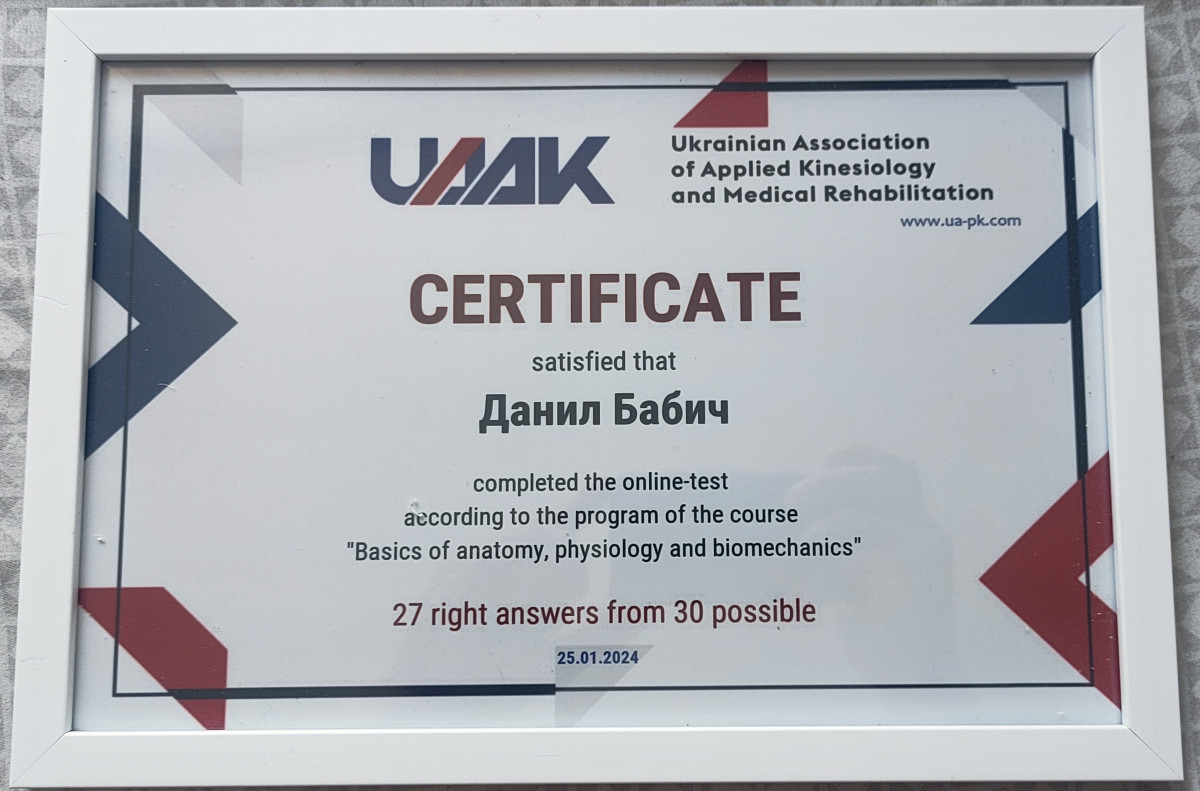 UAAK
Ukrainian Association
of Applied Kinesiology
and Medical Rehabilitation
www.ua-pk.com
CERTIFICATE
satisfied that
Данил Бабич
completed the online-test
according to the program of the course
"Basics of anatomy, physiology and biomechanics"
27 right answers from 30 possible
25.01.2024